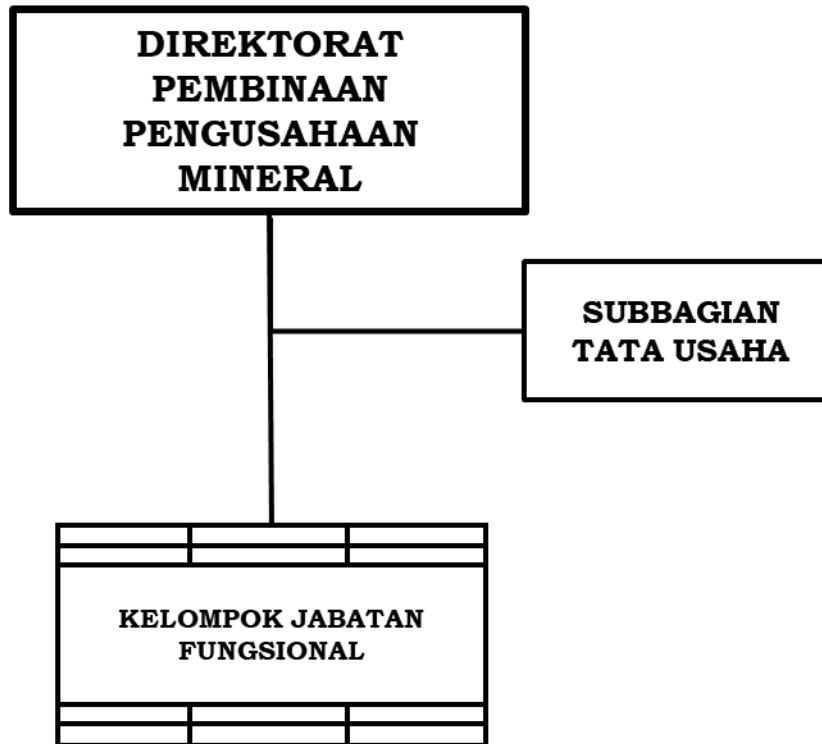 DIREKTORAT
PEMBINAAN
PENGUSAHAAN
MINERAL
SUBBAGIAN
TATA USAHA
KELOMPOK JABATAN
FUNGSIONAL